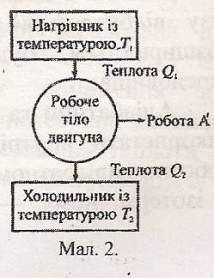 Нагрівник із
температурою T₁
Теплота Q₁
Робоче
тіло
двигуна
Робота A′
Теплота Q₂
Холодильник із
температурою T₂
Мал. 2.